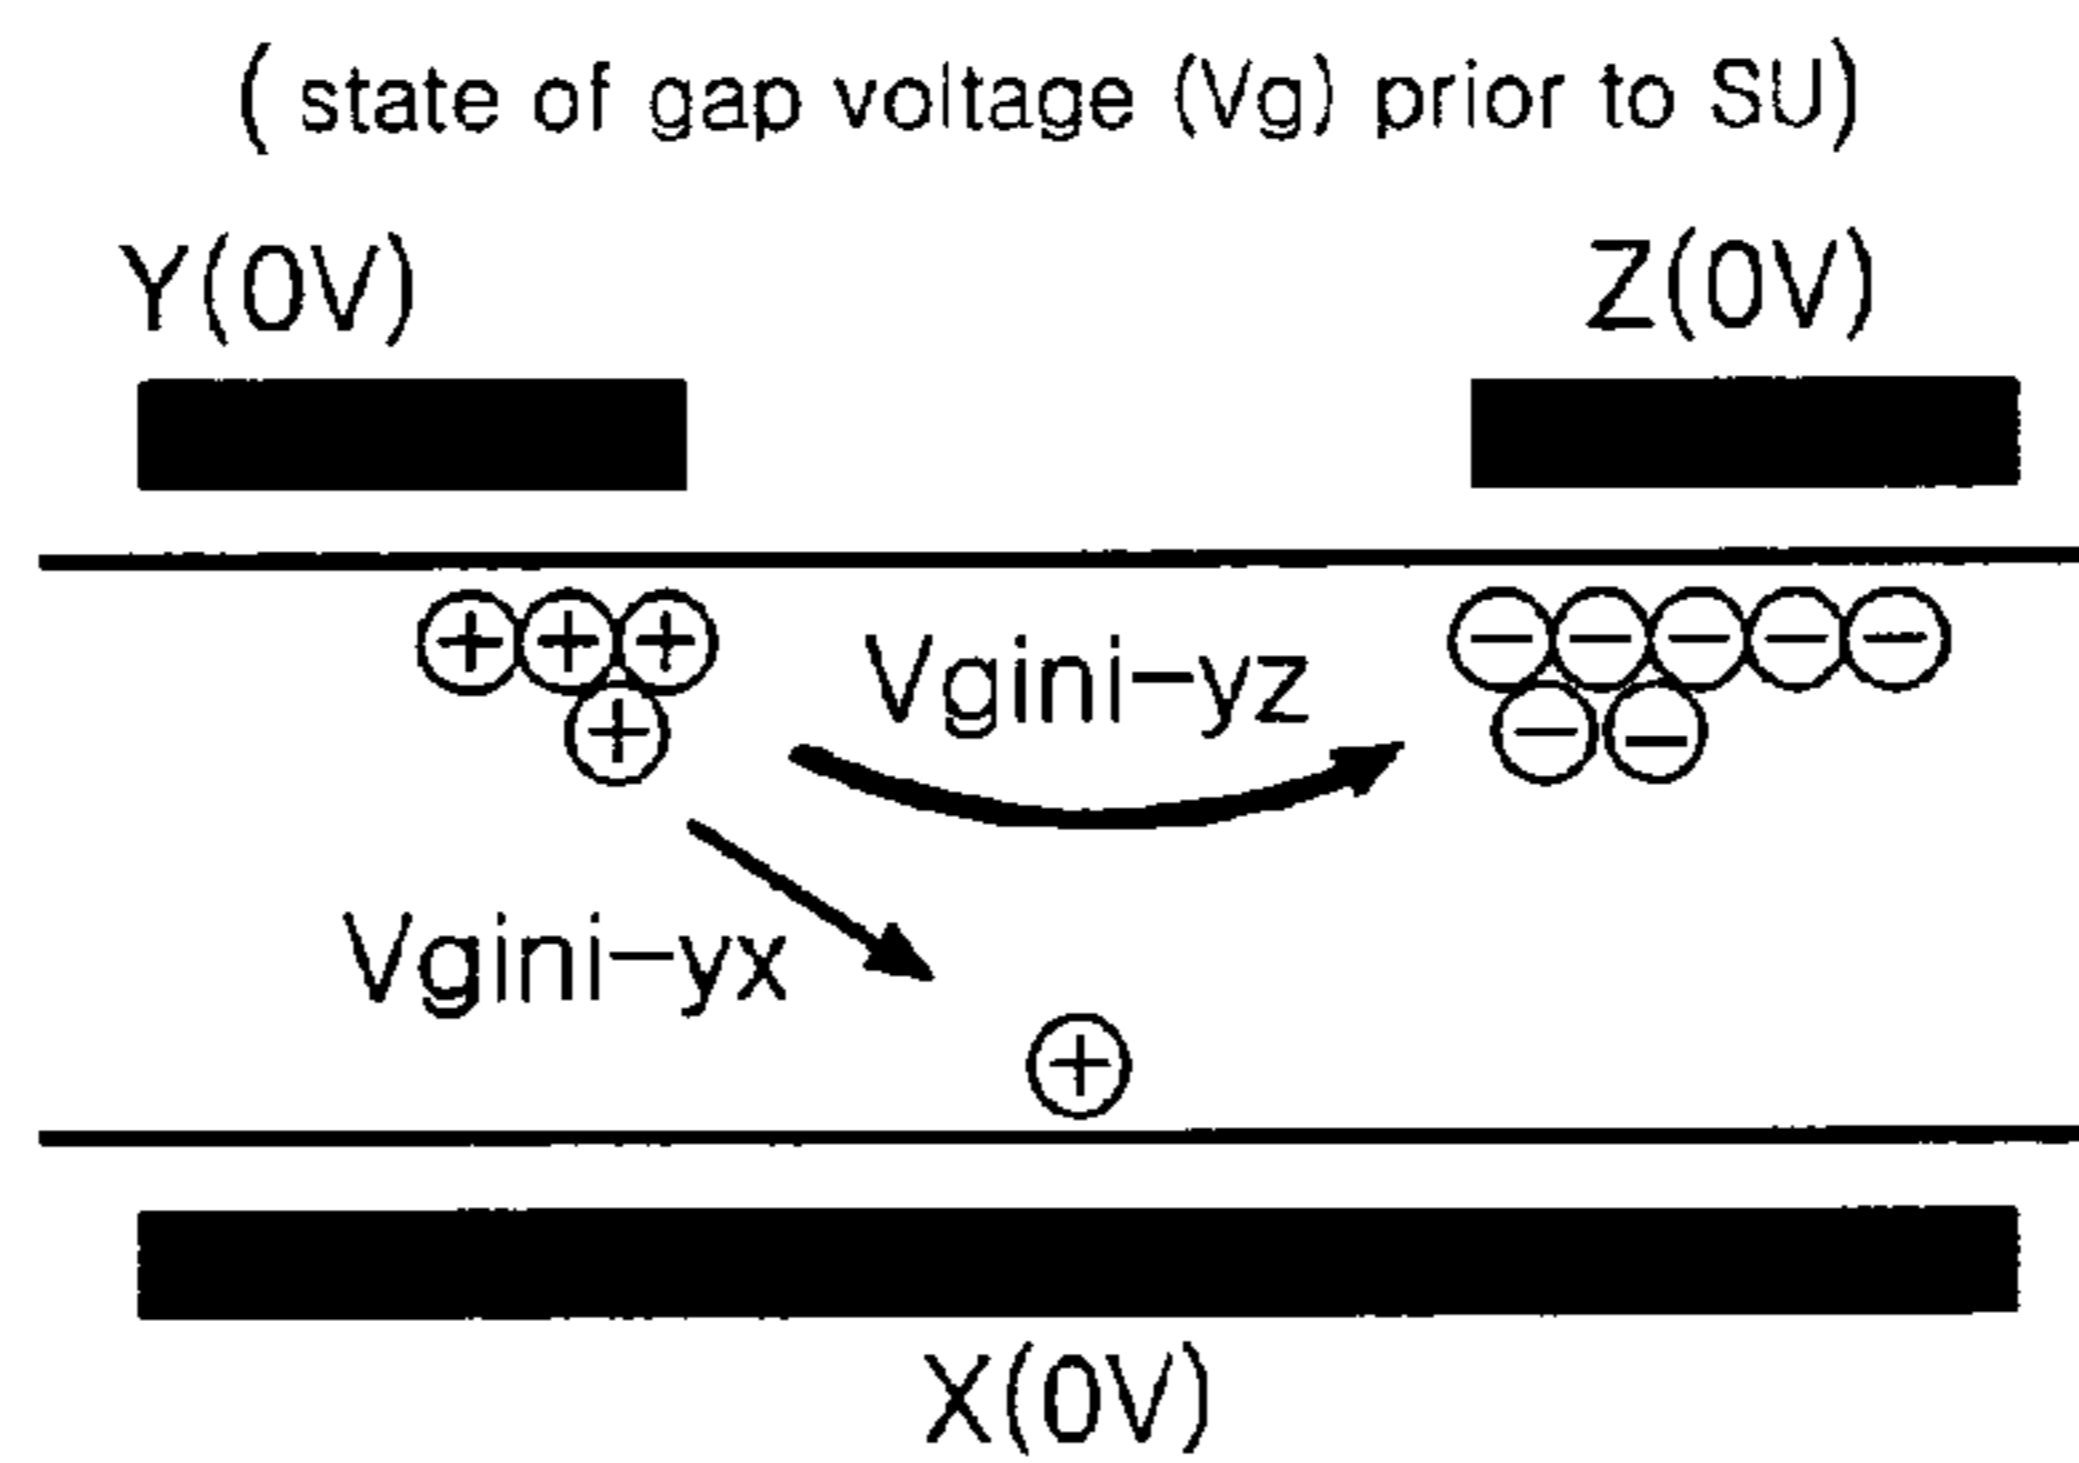 ( state of gap voltage (Vg) prior to SU)
Y(0V) Z(0V)
+ + + − − − − −
Vgini−yz
+ − −
Vgini−yx
+
X(0V)